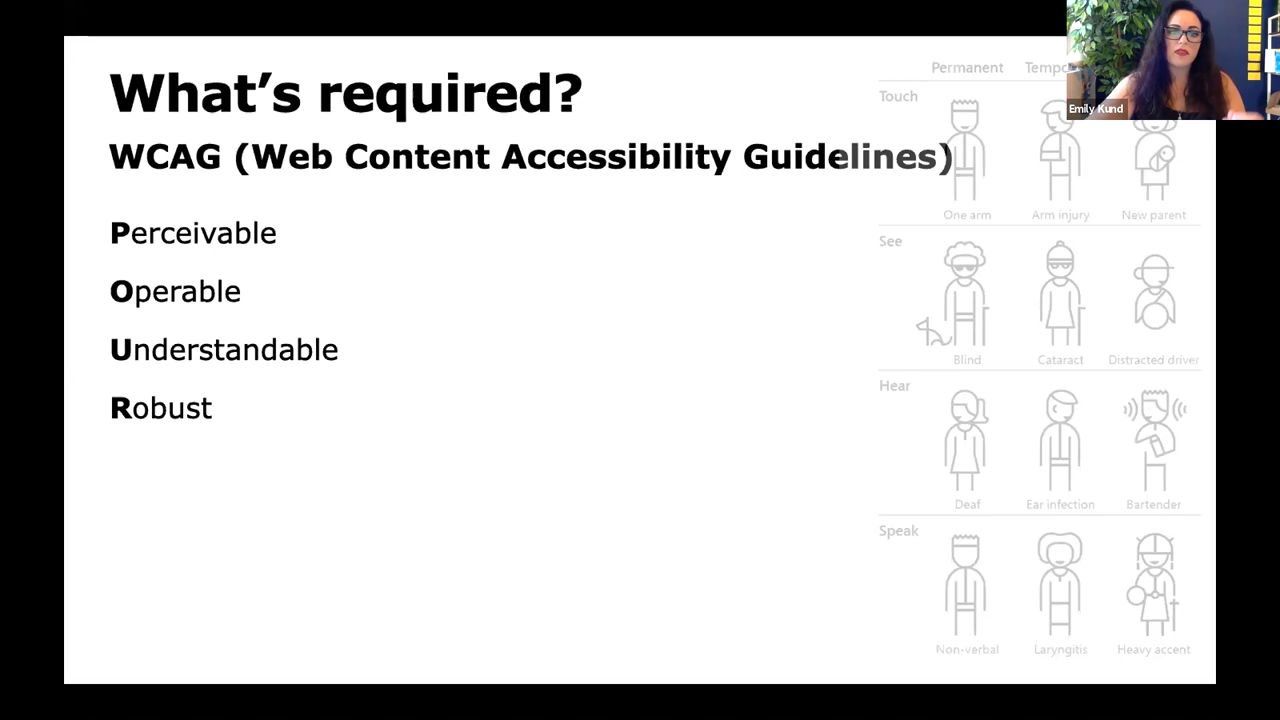 What's required?
WCAG (Web Content Accessibility Guidelines)
Perceivable
Operable
Understandable
Robust
Permanent
Touch
One arm Arm injury New parent
See
Blind Cataract Distracted driver
Hear
Deaf Ear infection Bartender
Speak
Non-verbal Laryngitis Heavy accent
Emily Kund